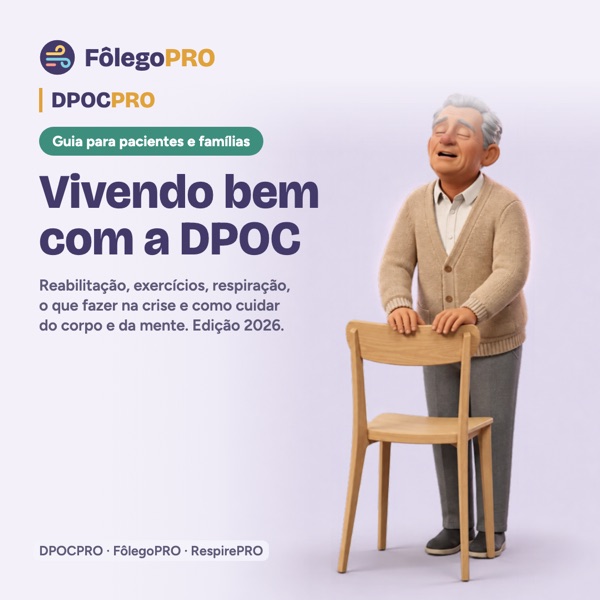 FôlegoPRO
DPOCPRO
Guia para pacientes e famílias
Vivendo bem
com a DPOC
Reabilitação, exercícios, respiração,
o que fazer na crise e como cuidar
do corpo e da mente. Edição 2026.
DPOCPRO · FôlegoPRO · RespirePRO